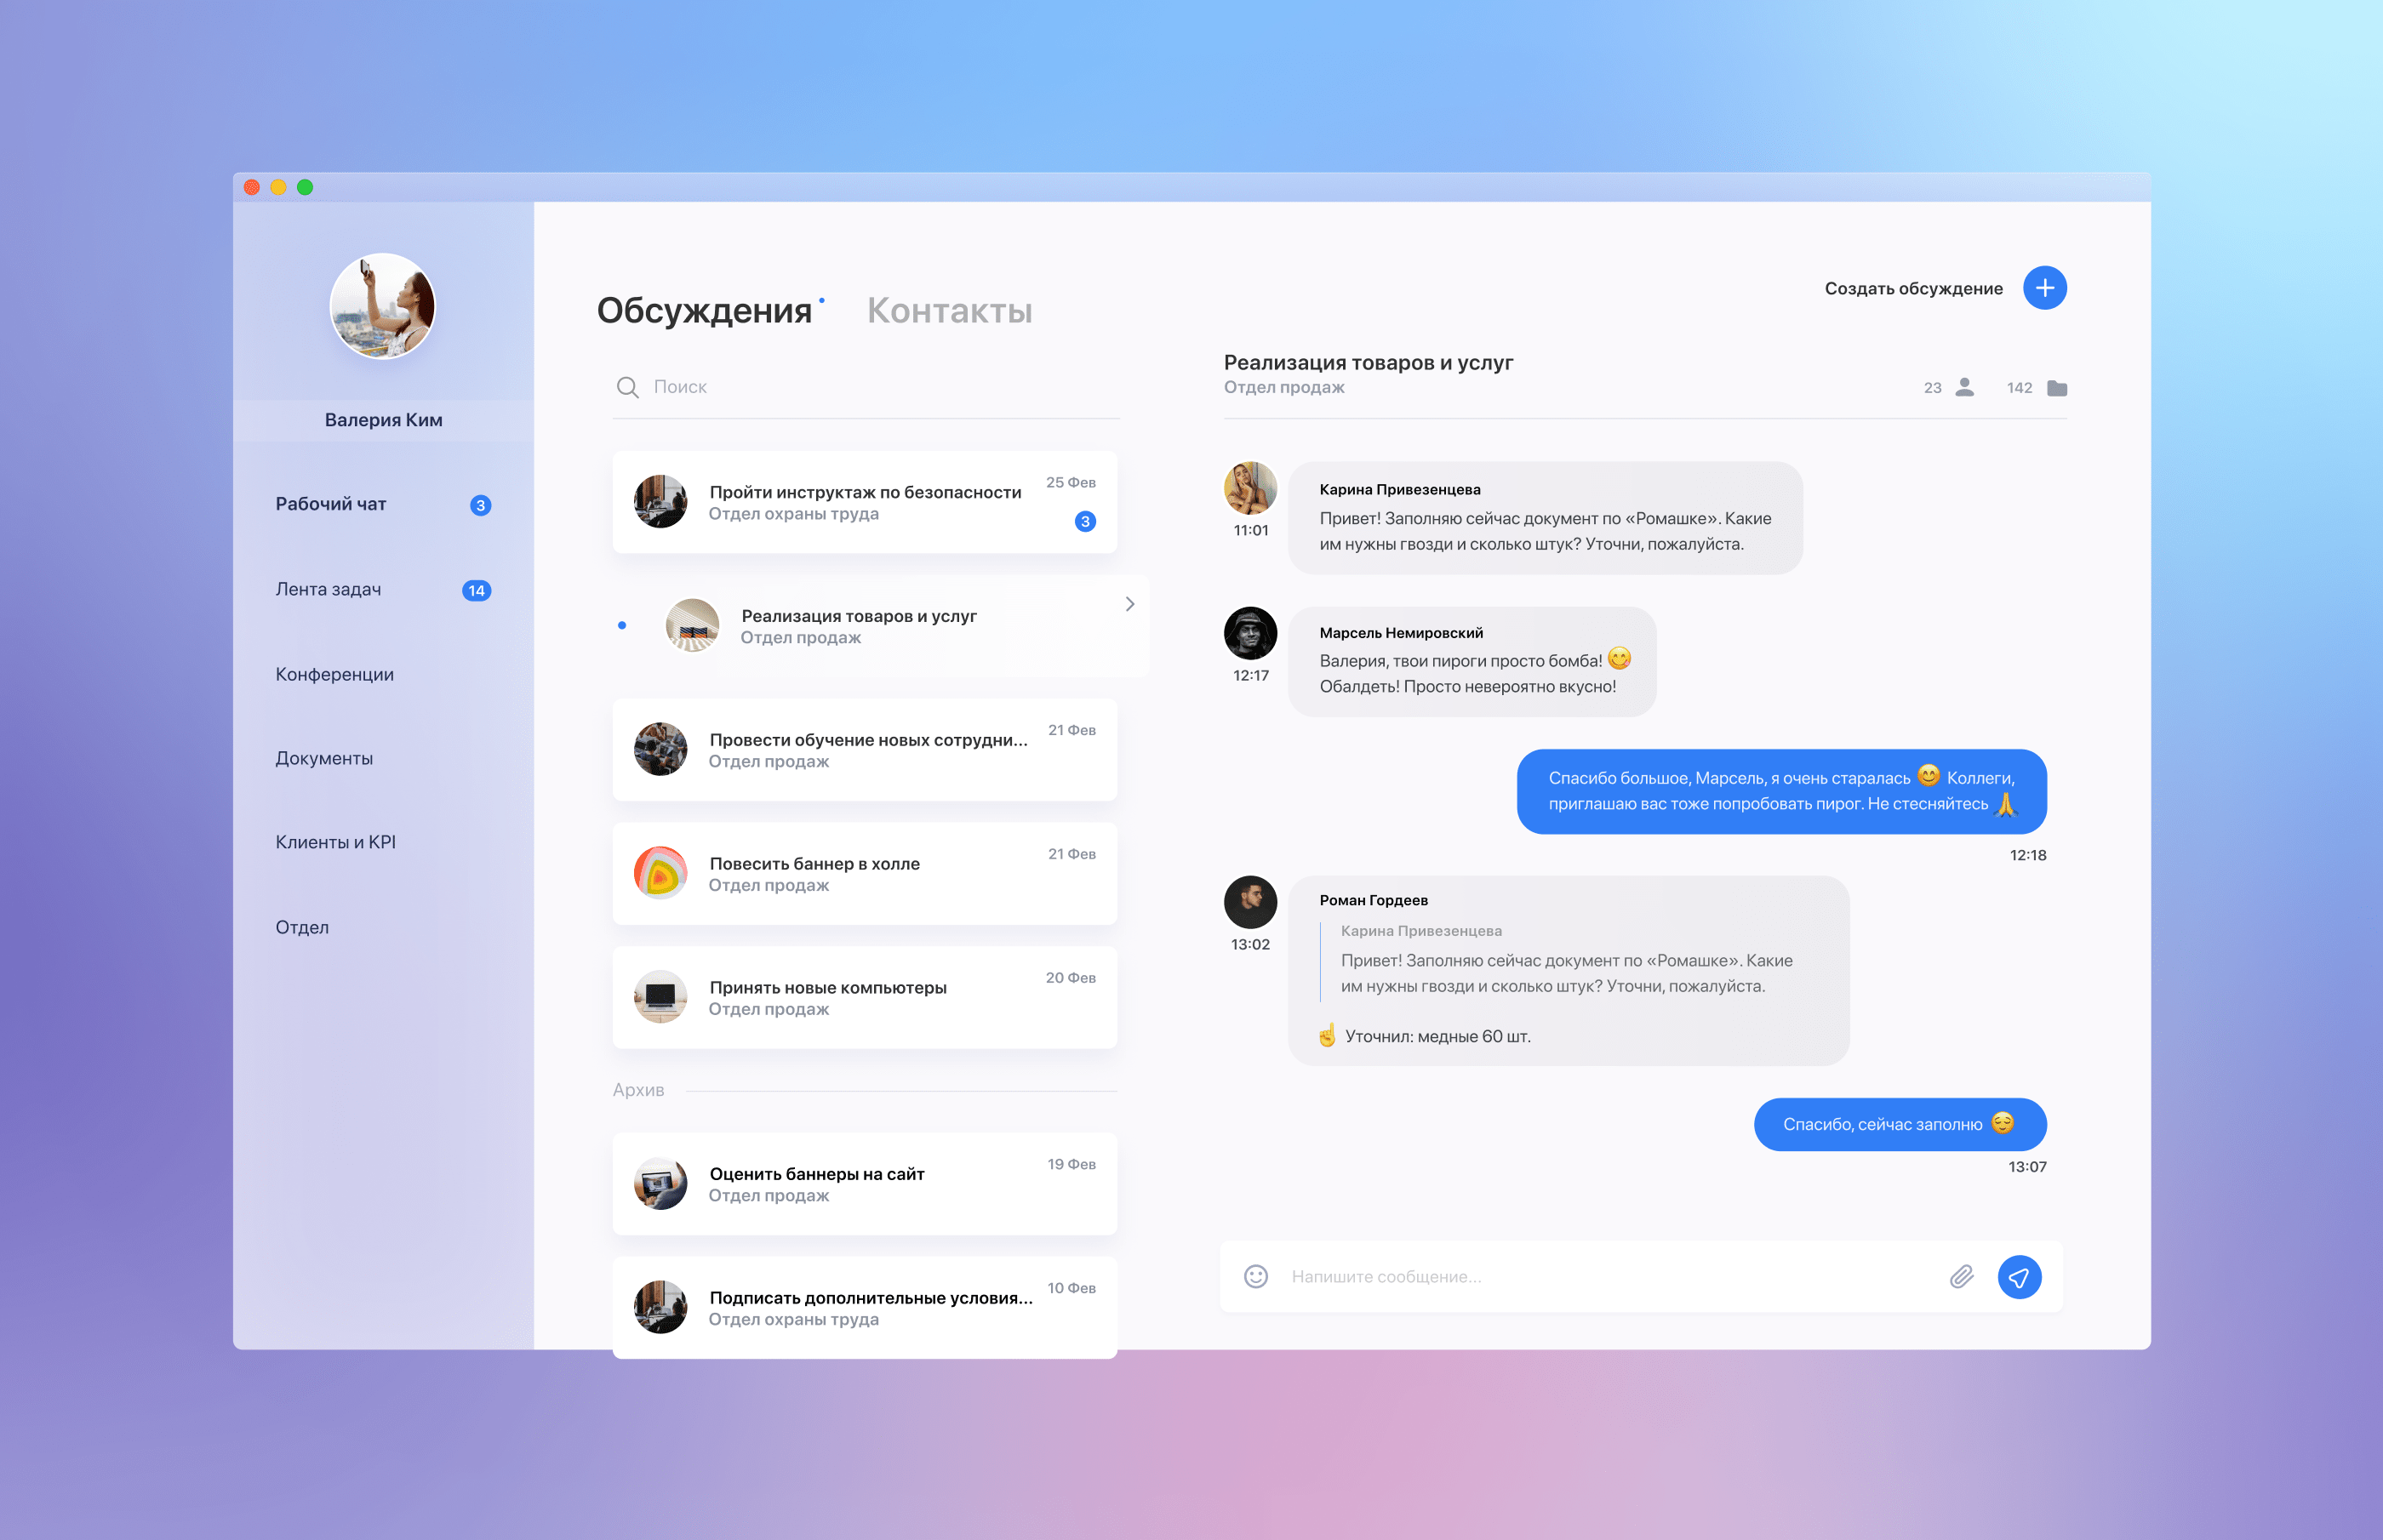 Валерия Ким
Рабочий чат 3
Лента задач 14
Конференции
Документы
Клиенты и KPI
Отдел
Обсуждения Контакты
Поиск
Пройти инструктаж по безопасности 25 Фев
Отдел охраны труда 3
Реализация товаров и услуг
Отдел продаж
Провести обучение новых сотрудни... 21 Фев
Отдел продаж
Повесить баннер в холле 21 Фев
Отдел продаж
Принять новые компьютеры 20 Фев
Отдел продаж
Архив
Оценить баннеры на сайт 19 Фев
Отдел продаж
Подписать дополнительные условия... 10 Фев
Отдел охраны труда
Создать обсуждение
Реализация товаров и услуг
Отдел продаж 23 142
Карина Привезенцева
Привет! Заполняю сейчас документ по «Ромашке». Какие
им нужны гвозди и сколько штук? Уточни, пожалуйста.
11:01
Марсель Немировский
Валерия, твои пироги просто бомба! 😋
Обалдеть! Просто невероятно вкусно!
12:17
Спасибо большое, Марсель, я очень старалась 😊 Коллеги,
приглашаю вас тоже попробовать пирог. Не стесняйтесь 🙏
12:18
Роман Гордеев
13:02
Карина Привезенцева
Привет! Заполняю сейчас документ по «Ромашке». Какие
им нужны гвозди и сколько штук? Уточни, пожалуйста.
☝️ Уточнил: медные 60 шт.
Спасибо, сейчас заполню 😌
13:07
Напишите сообщение...